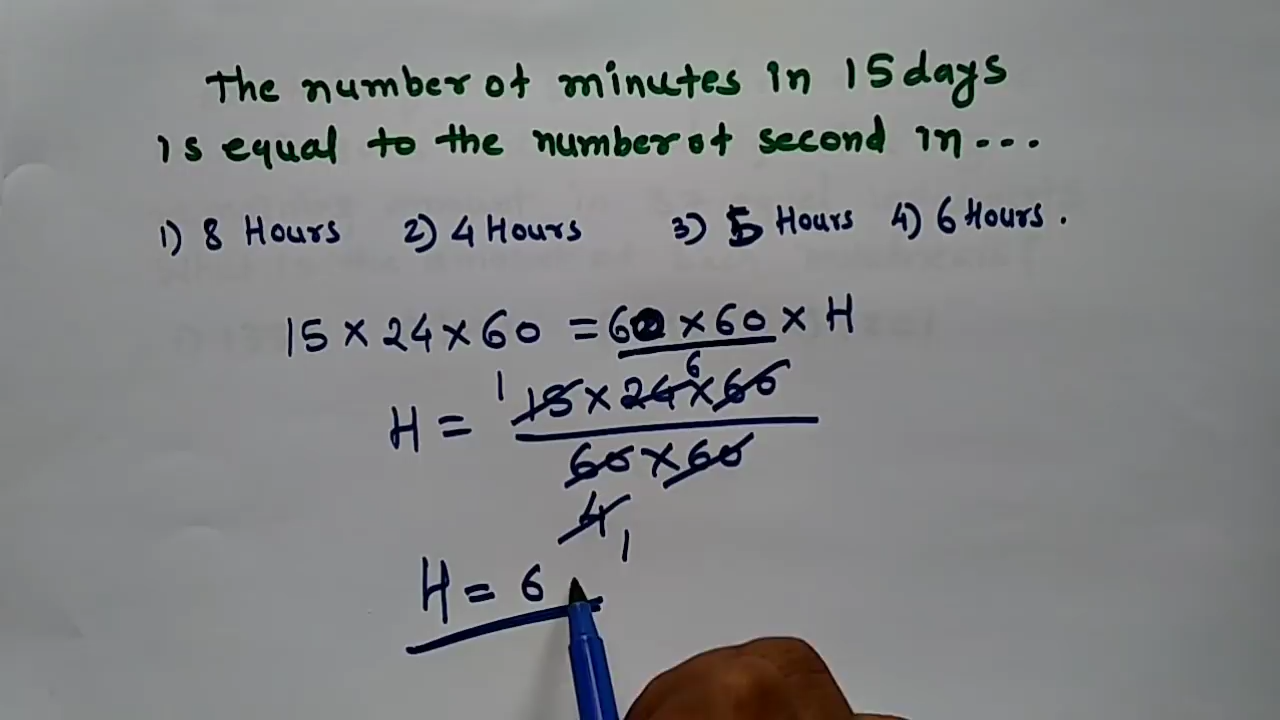 The number of minutes in 15 days
is equal to the number of second in...
1) 8 Hours 2) 4 Hours 3) 5 Hours 4) 6 Hours.
15 × 24 × 60 = 60 × 60 × H
1 6
H = 15 × 24 × 60
60 × 60
4
1
H = 6